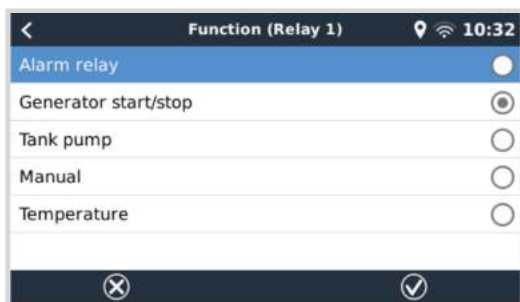 Function (Relay 1) 10:32
Alarm relay
Generator start/stop
Tank pump
Manual
Temperature